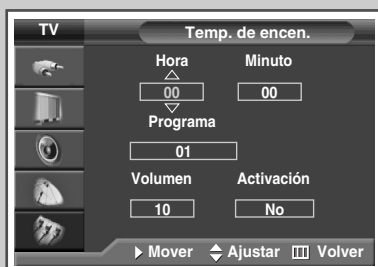 TV
Temp. de encen.
Hora Minuto
00 00
Programa
01
Volumen Activación
10 No
Mover Ajustar Volver